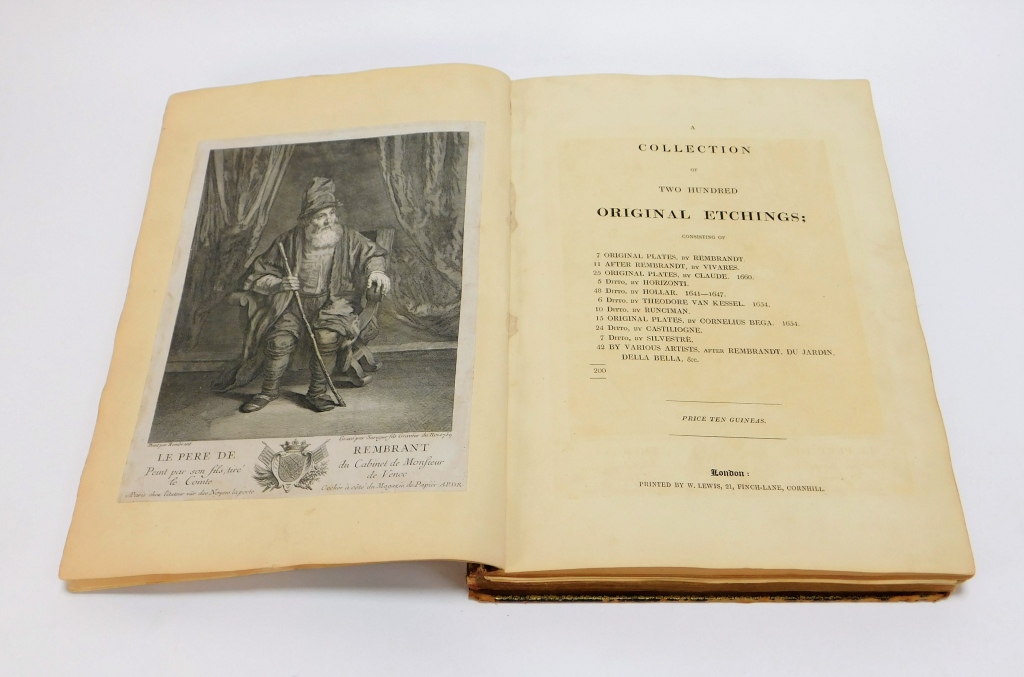 LE PERE DE REMBRANT
Peint par son fils, tiré du Cabinet de Monsieur
le Comte de Vence
A
COLLECTION
OF
TWO HUNDRED
ORIGINAL ETCHINGS;
CONSISTING OF
7 ORIGINAL PLATES, BY REMBRANDT.
11 AFTER REMBRANDT, BY VIVARES.
25 ORIGINAL PLATES, BY CLAUDE. 1660.
5 DITTO, BY HORIZONTI.
48 DITTO, BY HOLLAR. 1641—1647.
6 DITTO, BY THEODORE VAN KESSEL. 1654.
10 DITTO, BY RUNCIMAN.
15 ORIGINAL PLATES, BY CORNELIUS BEGA. 1654.
24 DITTO, BY CASTILIOGNE.
7 DITTO, BY SILVESTRE.
42 BY VARIOUS ARTISTS, AFTER REMBRANDT, DU JARDIN,
DELLA BELLA, &c.
200
PRICE TEN GUINEAS.
London:
PRINTED BY W. LEWIS, 21, FINCH-LANE, CORNHILL.